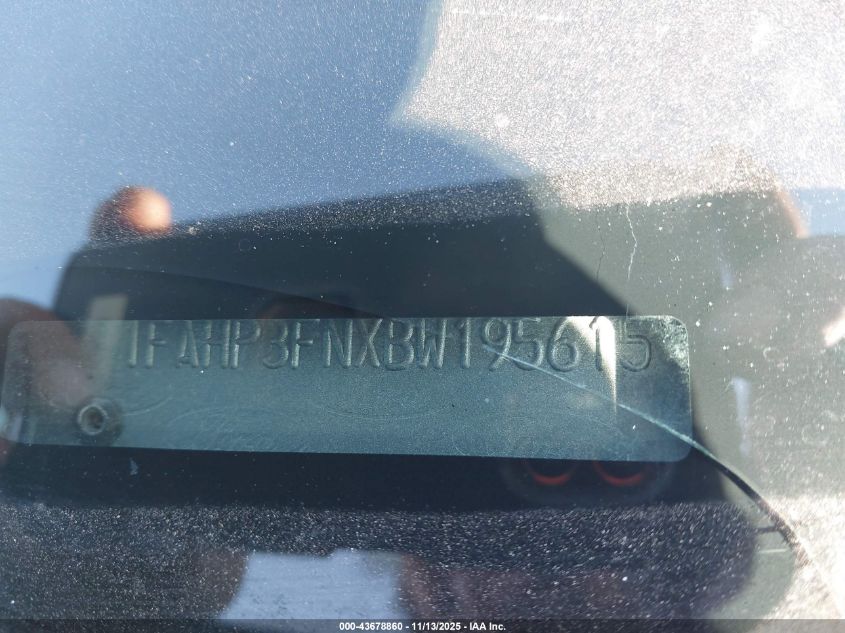 1FAHP3FNXBW195615
000-43678860 - 11/13/2025 - IAA Inc.